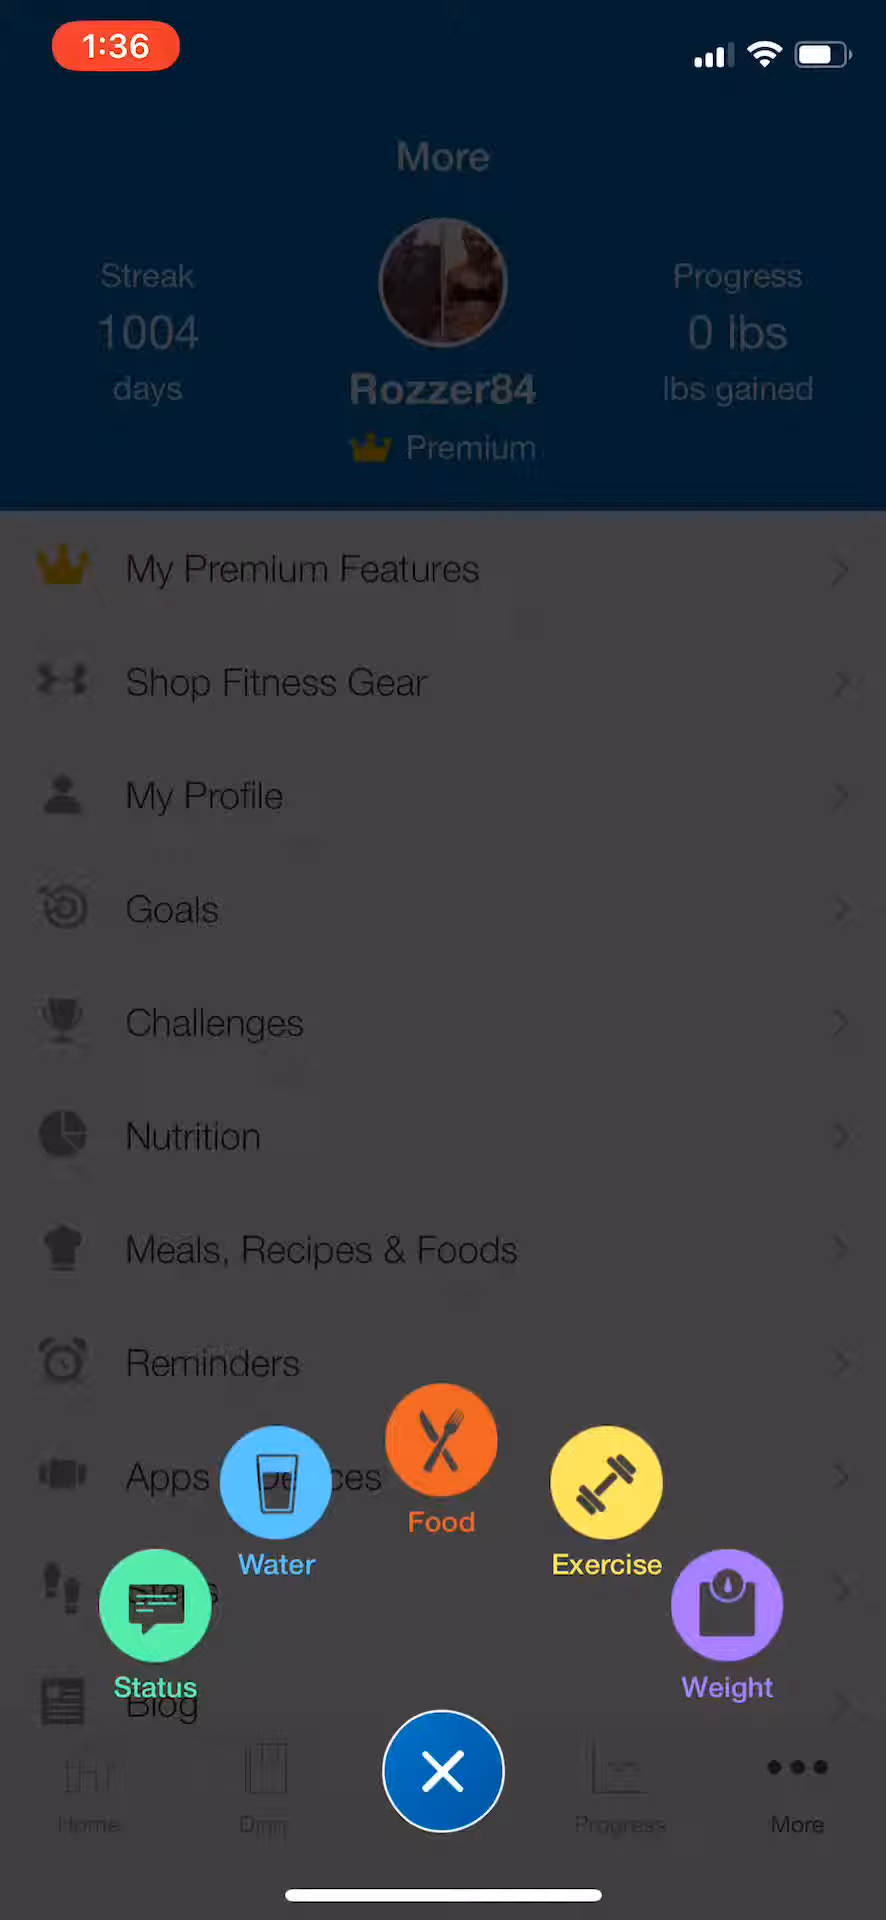 1:36
More
Streak
1004
days
Rozzer84
Premium
Progress
0 lbs
lbs gained
My Premium Features
Shop Fitness Gear
My Profile
Goals
Challenges
Nutrition
Meals, Recipes & Foods
Reminders
Apps
Food
Water
Exercise
Status
Weight
Blog
Home
Progress
More